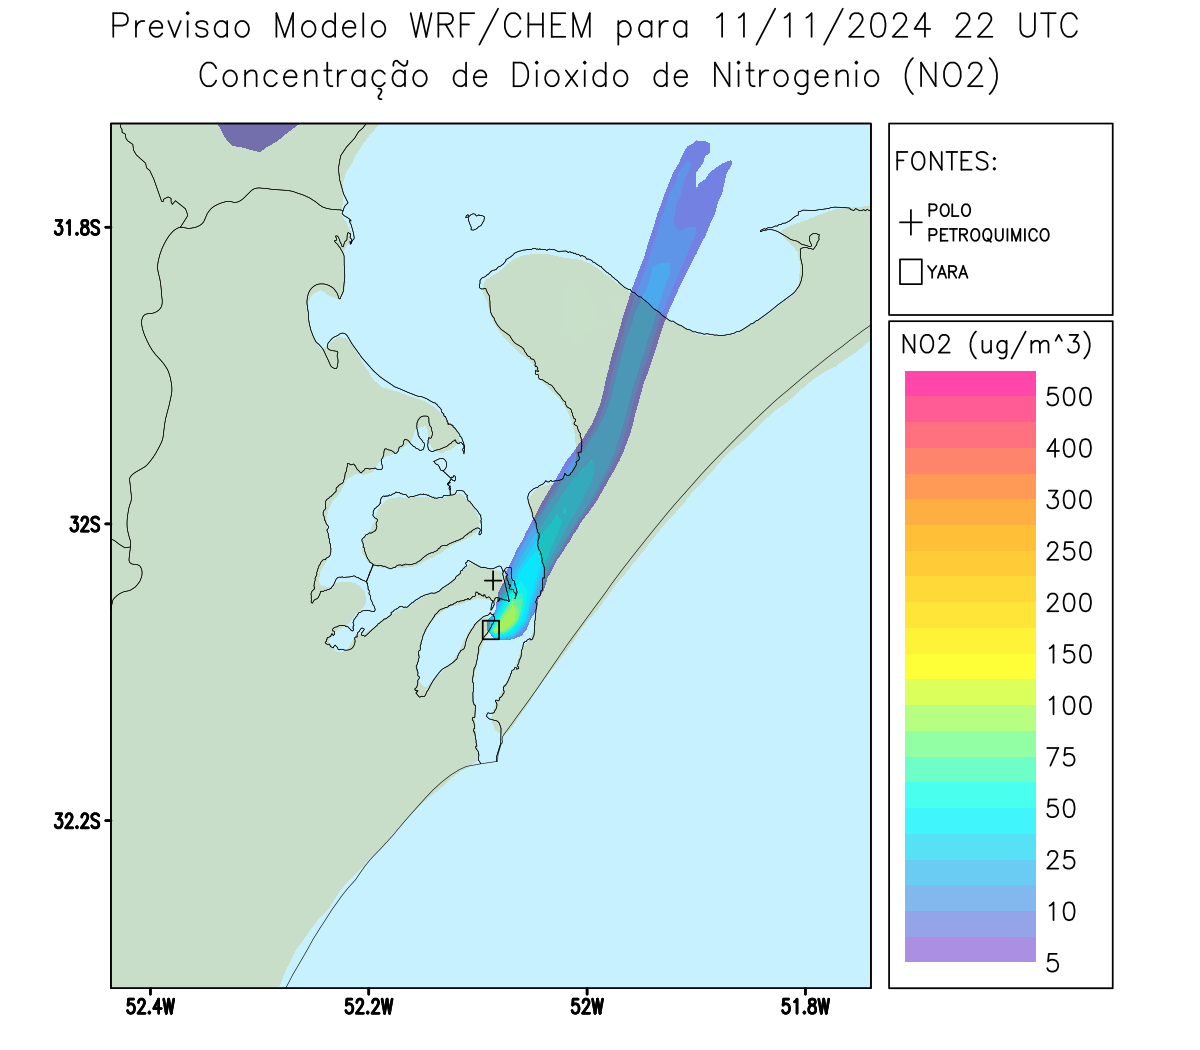 Previsao Modelo WRF/CHEM para 11/11/2024 22 UTC
Concentração de Dioxido de Nitrogenio (NO2)
FONTES:
POLO
PETROQUIMICO
YARA
31.8S
32S
32.2S
52.4W
52.2W
52W
51.8W
NO2 (ug/m^3)
500
400
300
250
200
150
100
75
50
25
10
5